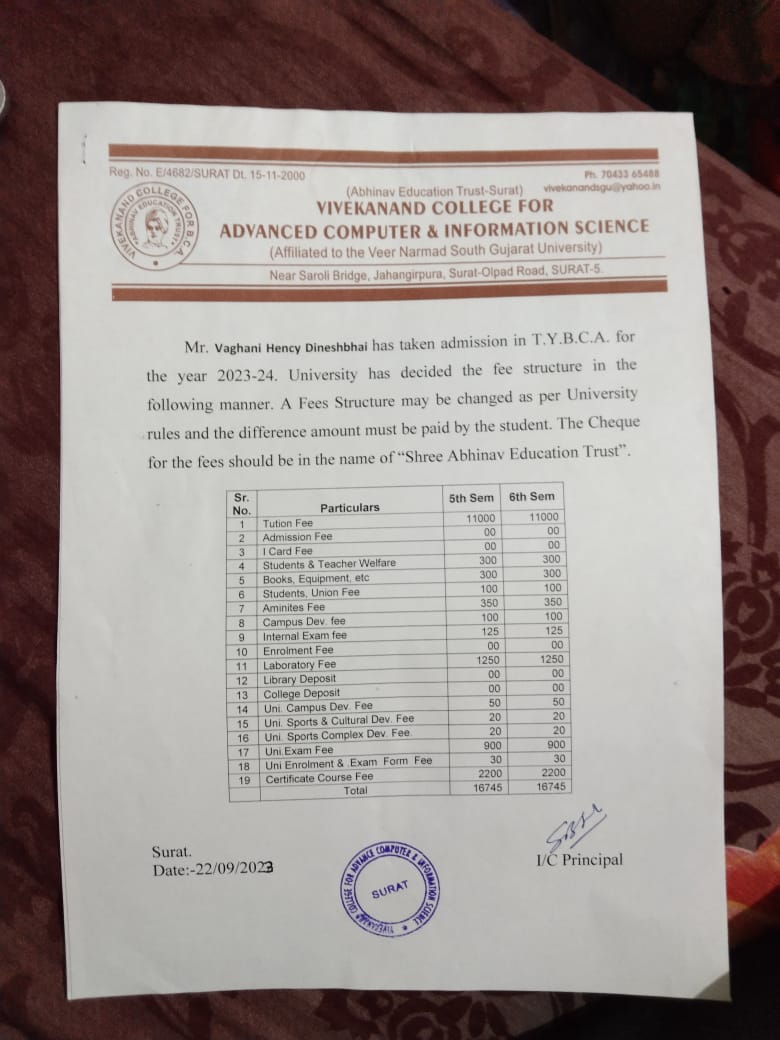 Reg. No. E/4682/SURAT Dt. 15-11-2000
Ph. 70433 65488
(Abhinav Education Trust-Surat)
vivekanandsgu@yahoo.in
VIVEKANAND COLLEGE FOR
ADVANCED COMPUTER & INFORMATION SCIENCE
(Affiliated to the Veer Narmad South Gujarat University)
Near Saroli Bridge, Jahangirpura, Surat-Olpad Road, SURAT-5.
VIVEKANAND COLLEGE FOR B.C.A.
ABHINAV EDUCATION TRUST
Mr. Vaghani Hency Dineshbhai has taken admission in T.Y.B.C.A. for
the year 2023-24. University has decided the fee structure in the
following manner. A Fees Structure may be changed as per University
rules and the difference amount must be paid by the student. The Cheque
for the fees should be in the name of “Shree Abhinav Education Trust”.
Sr. No. Particulars 5th Sem 6th Sem
1 Tution Fee 11000 11000
2 Admission Fee 00 00
3 I Card Fee 00 00
4 Students & Teacher Welfare 300 300
5 Books, Equipment, etc 300 300
6 Students, Union Fee 100 100
7 Aminites Fee 350 350
8 Campus Dev. fee 100 100
9 Internal Exam fee 125 125
10 Enrolment Fee 00 00
11 Laboratory Fee 1250 1250
12 Library Deposit 00 00
13 College Deposit 00 00
14 Uni. Campus Dev. Fee 50 50
15 Uni. Sports & Cultural Dev. Fee 20 20
16 Uni. Sports Complex Dev. Fee. 20 20
17 Uni.Exam Fee 900 900
18 Uni Enrolment & .Exam Form Fee 30 30
19 Certificate Course Fee 2200 2200
Total 16745 16745
Surat.
Date:-22/09/2023
I/C Principal
VIVEKANAND COLLEGE FOR ADVANCE COMPUTER & INFORMATION SCIENCE
SURAT